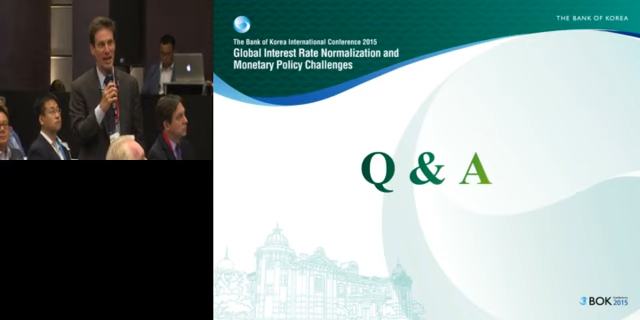 THE BANK OF KOREA
The Bank of Korea International Conference 2015
Global Interest Rate Normalization and
Monetary Policy Challenges
Q & A
BOK Conference
2015